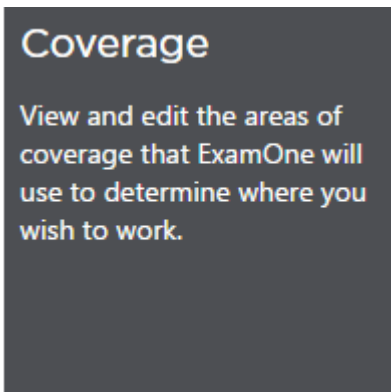 Coverage
View and edit the areas of
coverage that ExamOne will
use to determine where you
wish to work.